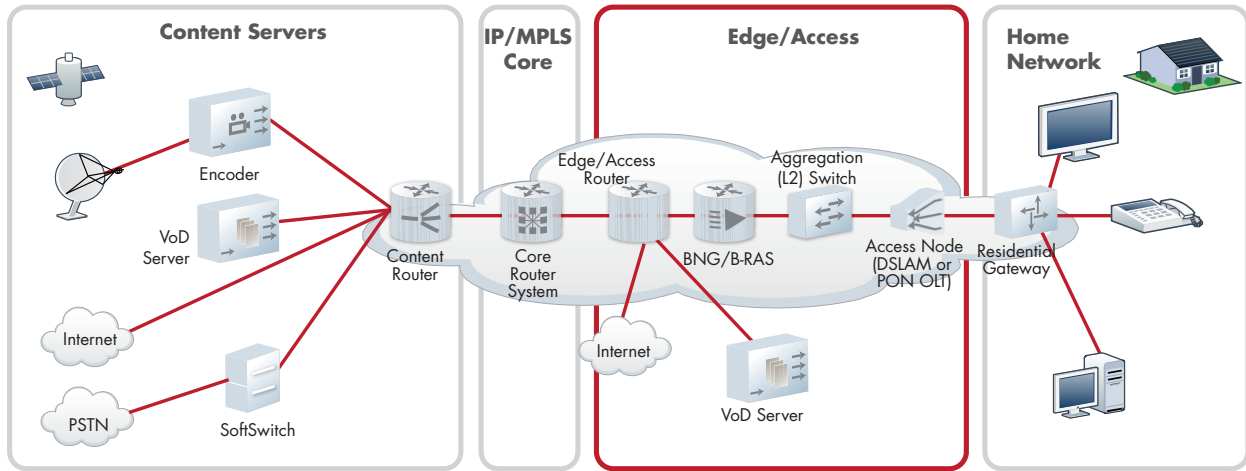 Content Servers
IP/MPLS
Core
Edge/Access
Home
Network
Encoder
VoD
Server
Internet
PSTN
SoftSwitch
Content
Router
Core
Router
System
Edge/Access
Router
BNG/B-RAS
Aggregation
(L2) Switch
Access Node
(DSLAM or
PON OLT)
Residential
Gateway
Internet
VoD Server